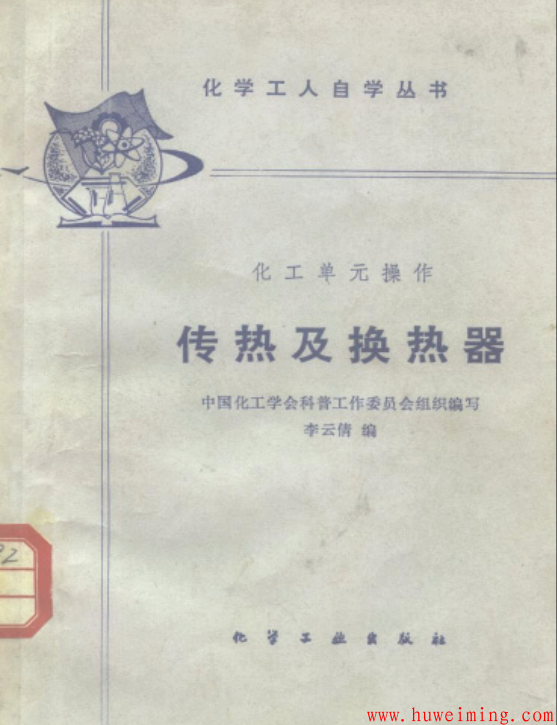 化学工人自学丛书
化工单元操作
传热及换热器
中国化工学会科普工作委员会组织编写
李云倩 编
化学工业出版社
www.huweiming.com